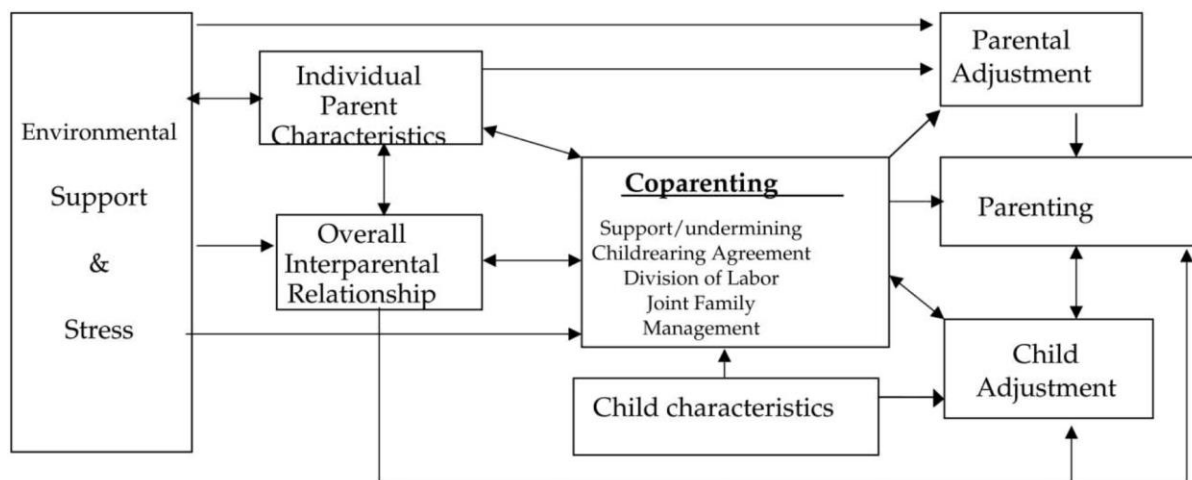 Environmental
Support
&
Stress
Individual
Parent
Characteristics
Overall
Interparental
Relationship
Coparenting
Support/undermining
Childrearing Agreement
Division of Labor
Joint Family
Management
Child characteristics
Parental
Adjustment
Parenting
Child
Adjustment